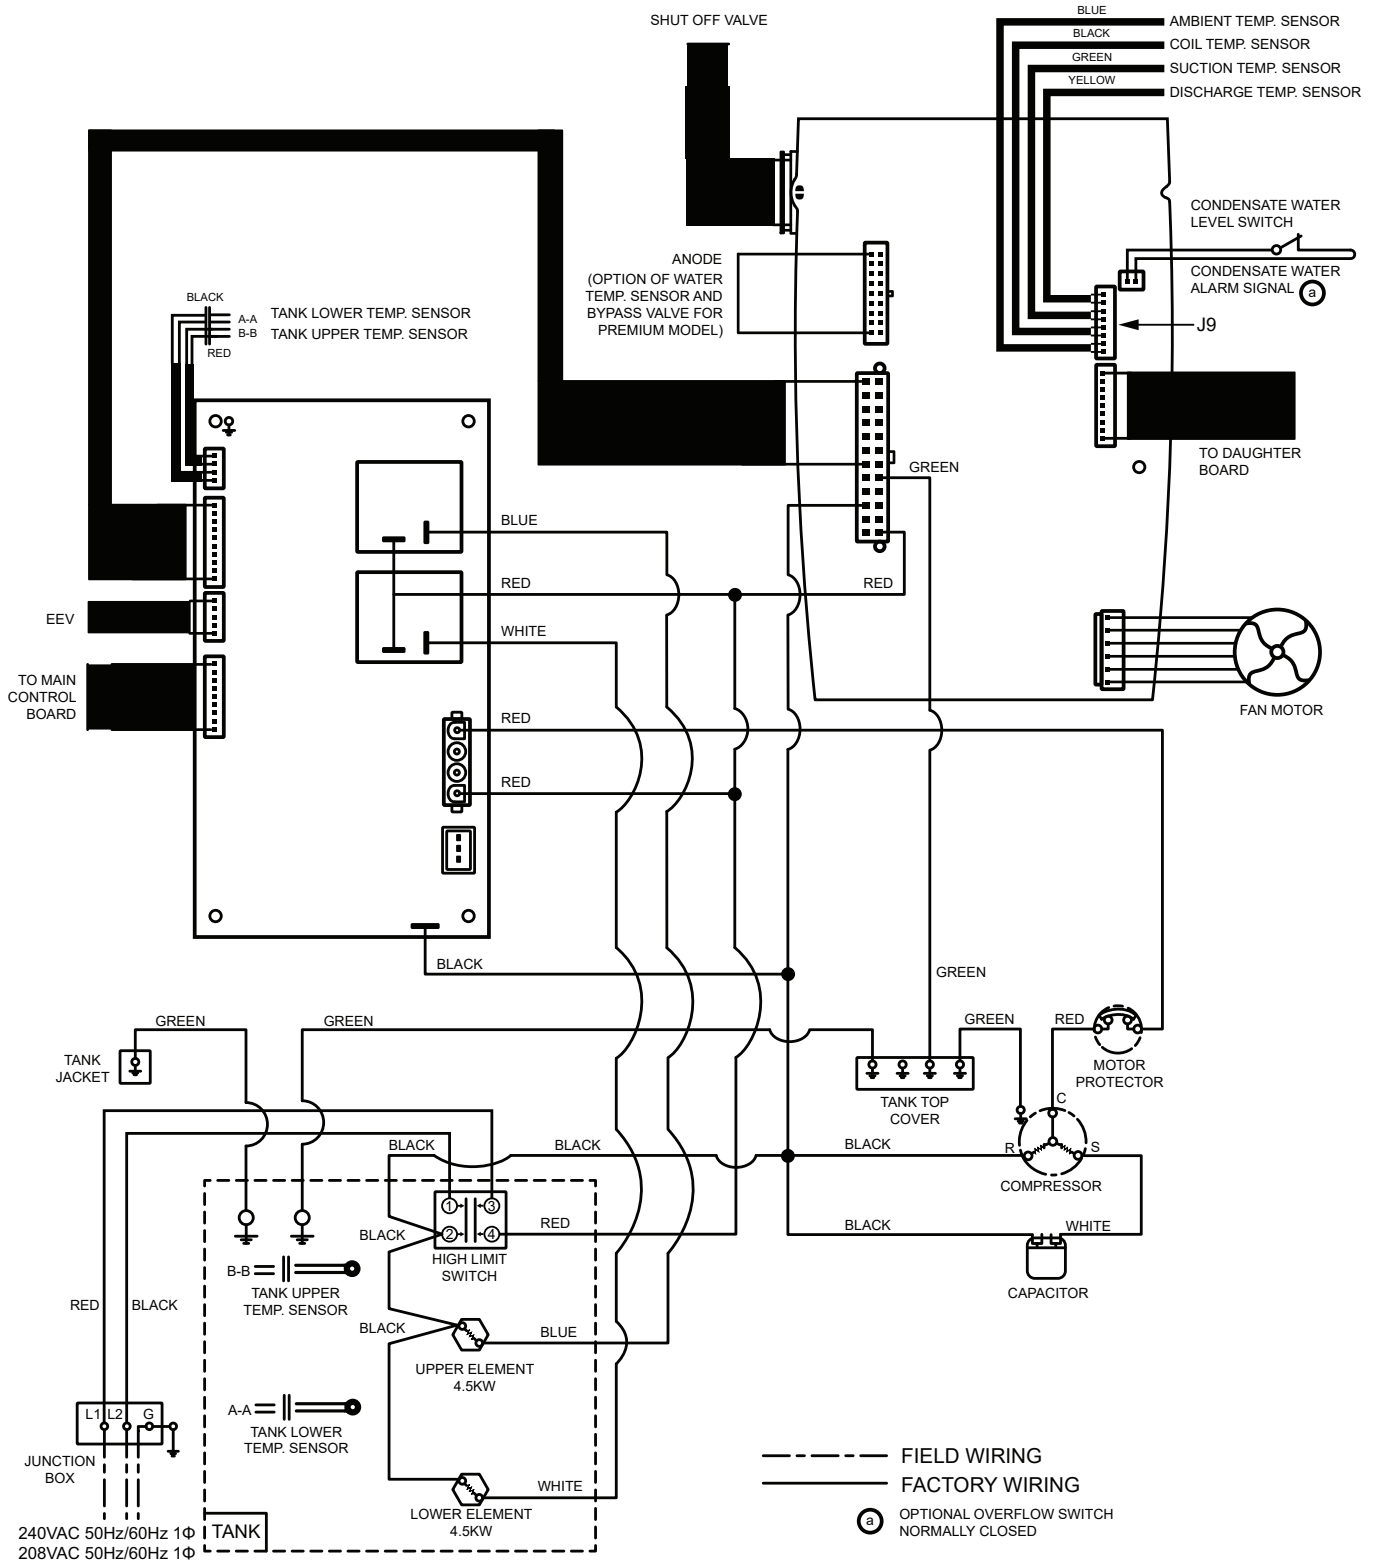 SHUT OFF VALVE
BLUE
AMBIENT TEMP. SENSOR
BLACK
COIL TEMP. SENSOR
GREEN
SUCTION TEMP. SENSOR
YELLOW
DISCHARGE TEMP. SENSOR
CONDENSATE WATER
LEVEL SWITCH
CONDENSATE WATER
ALARM SIGNAL a
J9
ANODE
(OPTION OF WATER
TEMP. SENSOR AND
BYPASS VALVE FOR
PREMIUM MODEL)
BLACK
A-A TANK LOWER TEMP. SENSOR
B-B TANK UPPER TEMP. SENSOR
RED
TO DAUGHTER
BOARD
GREEN
BLUE
RED
RED
WHITE
EEV
TO MAIN
CONTROL
BOARD
FAN MOTOR
RED
RED
BLACK
GREEN
GREEN
GREEN
GREEN
RED
TANK
JACKET
MOTOR
PROTECTOR
TANK TOP
COVER
C
BLACK
BLACK
BLACK
R
S
COMPRESSOR
1
3
2
4
BLACK
RED
BLACK
WHITE
HIGH LIMIT
SWITCH
B-B
TANK UPPER
TEMP. SENSOR
CAPACITOR
RED
BLACK
BLACK
BLUE
UPPER ELEMENT
4.5KW
L1 L2 G
A-A
TANK LOWER
TEMP. SENSOR
JUNCTION
BOX
WHITE
LOWER ELEMENT
4.5KW
FIELD WIRING
FACTORY WIRING
a OPTIONAL OVERFLOW SWITCH
NORMALLY CLOSED
TANK
240VAC 50Hz/60Hz 1Φ
208VAC 50Hz/60Hz 1Φ